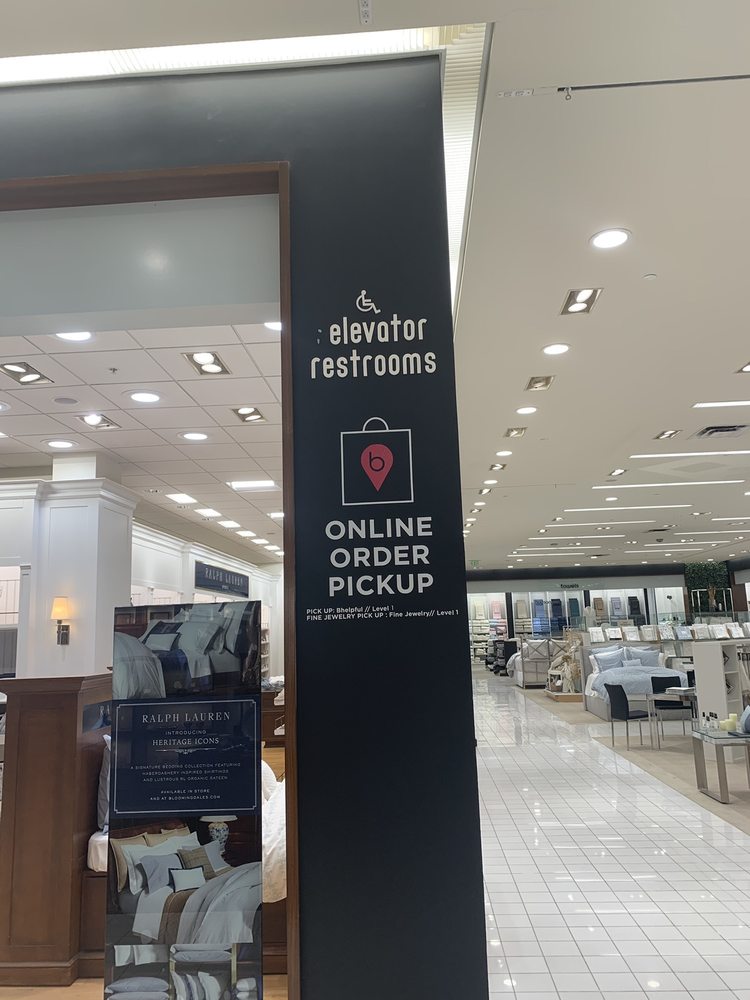 elevator
restrooms
b
ONLINE
ORDER
PICKUP
PICK UP: Bhelpful // Level 1
FINE JEWELRY PICK UP : Fine Jewelry// Level 1
RALPH LAUREN
towels
RALPH LAUREN
INTRODUCING
HERITAGE ICONS
A SIGNATURE BEDDING COLLECTION FEATURING
HABERDASHERY INSPIRED SHIRTINGS
AND LUSTROUS RL ORGANIC SATEEN
AVAILABLE IN STORE
AND AT BLOOMINGDALES.COM